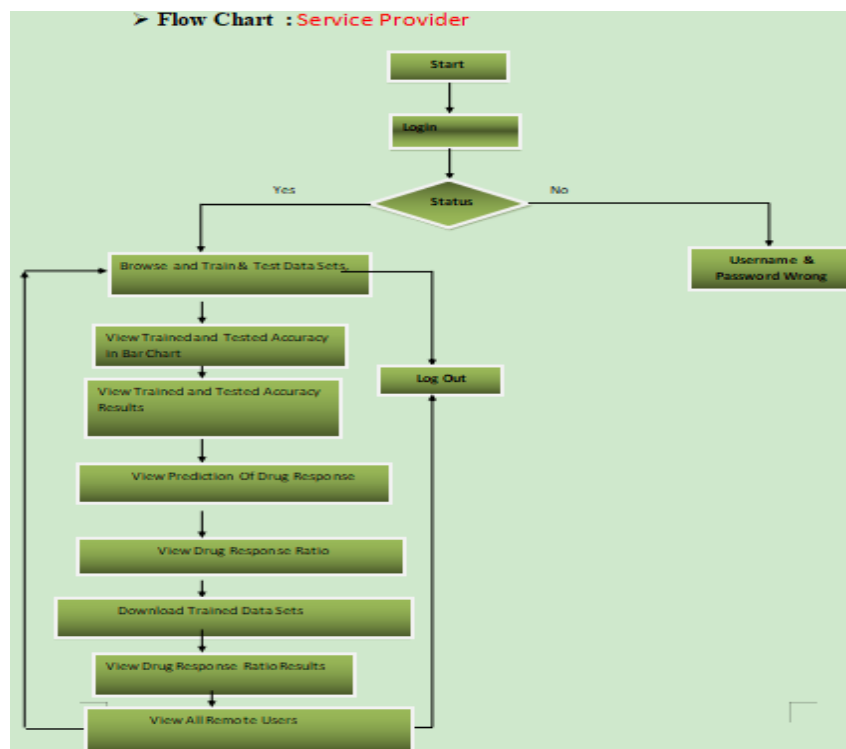 ➢ Flow Chart : Service Provider
Start
Login
Status
Yes
No
Username &
Password Wrong
Browse and Train & Test Data Sets,
View Trained and Tested Accuracy
in Bar Chart
Log Out
View Trained and Tested Accuracy
Results
View Prediction Of Drug Response
View Drug Response Ratio
Download Trained Data Sets
View Drug Response Ratio Results
View All Remote Users